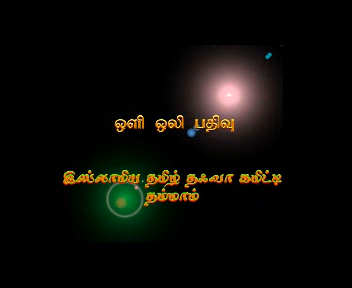 ஒளி ஒலி பதிவு
இஸ்லாமிய தமிழ் தஃவா கமிட்டி
தம்மாம்